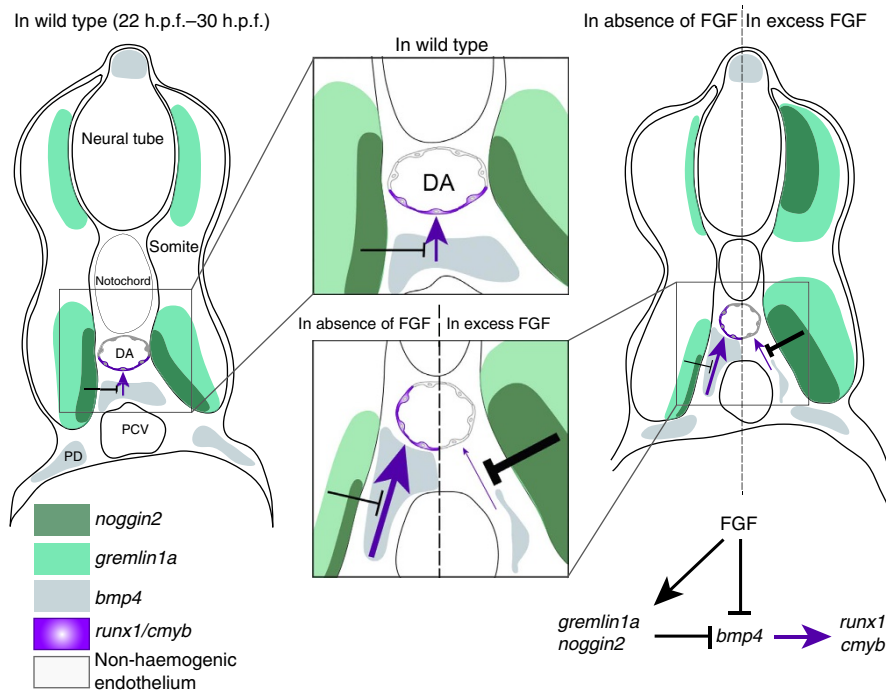 In wild type (22 h.p.f.–30 h.p.f.)
Neural tube
Somite
Notochord
DA
PCV
PD
noggin2
gremlin1a
bmp4
runx1/cmyb
Non-haemogenic
endothelium
In wild type
DA
In absence of FGF
In excess FGF
In absence of FGF
In excess FGF
FGF
gremlin1a
noggin2
bmp4
runx1
cmyb